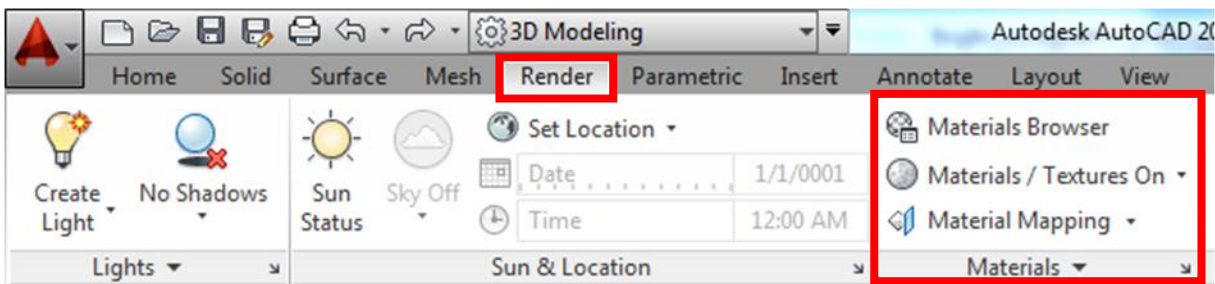 3D Modeling
Autodesk AutoCAD 20
Home Solid Surface Mesh Render Parametric Insert Annotate Layout View
Create Light
No Shadows
Sun Status
Sky Off
Set Location
Date 1/1/0001
Time 12:00 AM
Materials Browser
Materials / Textures On
Material Mapping
Lights Sun & Location Materials